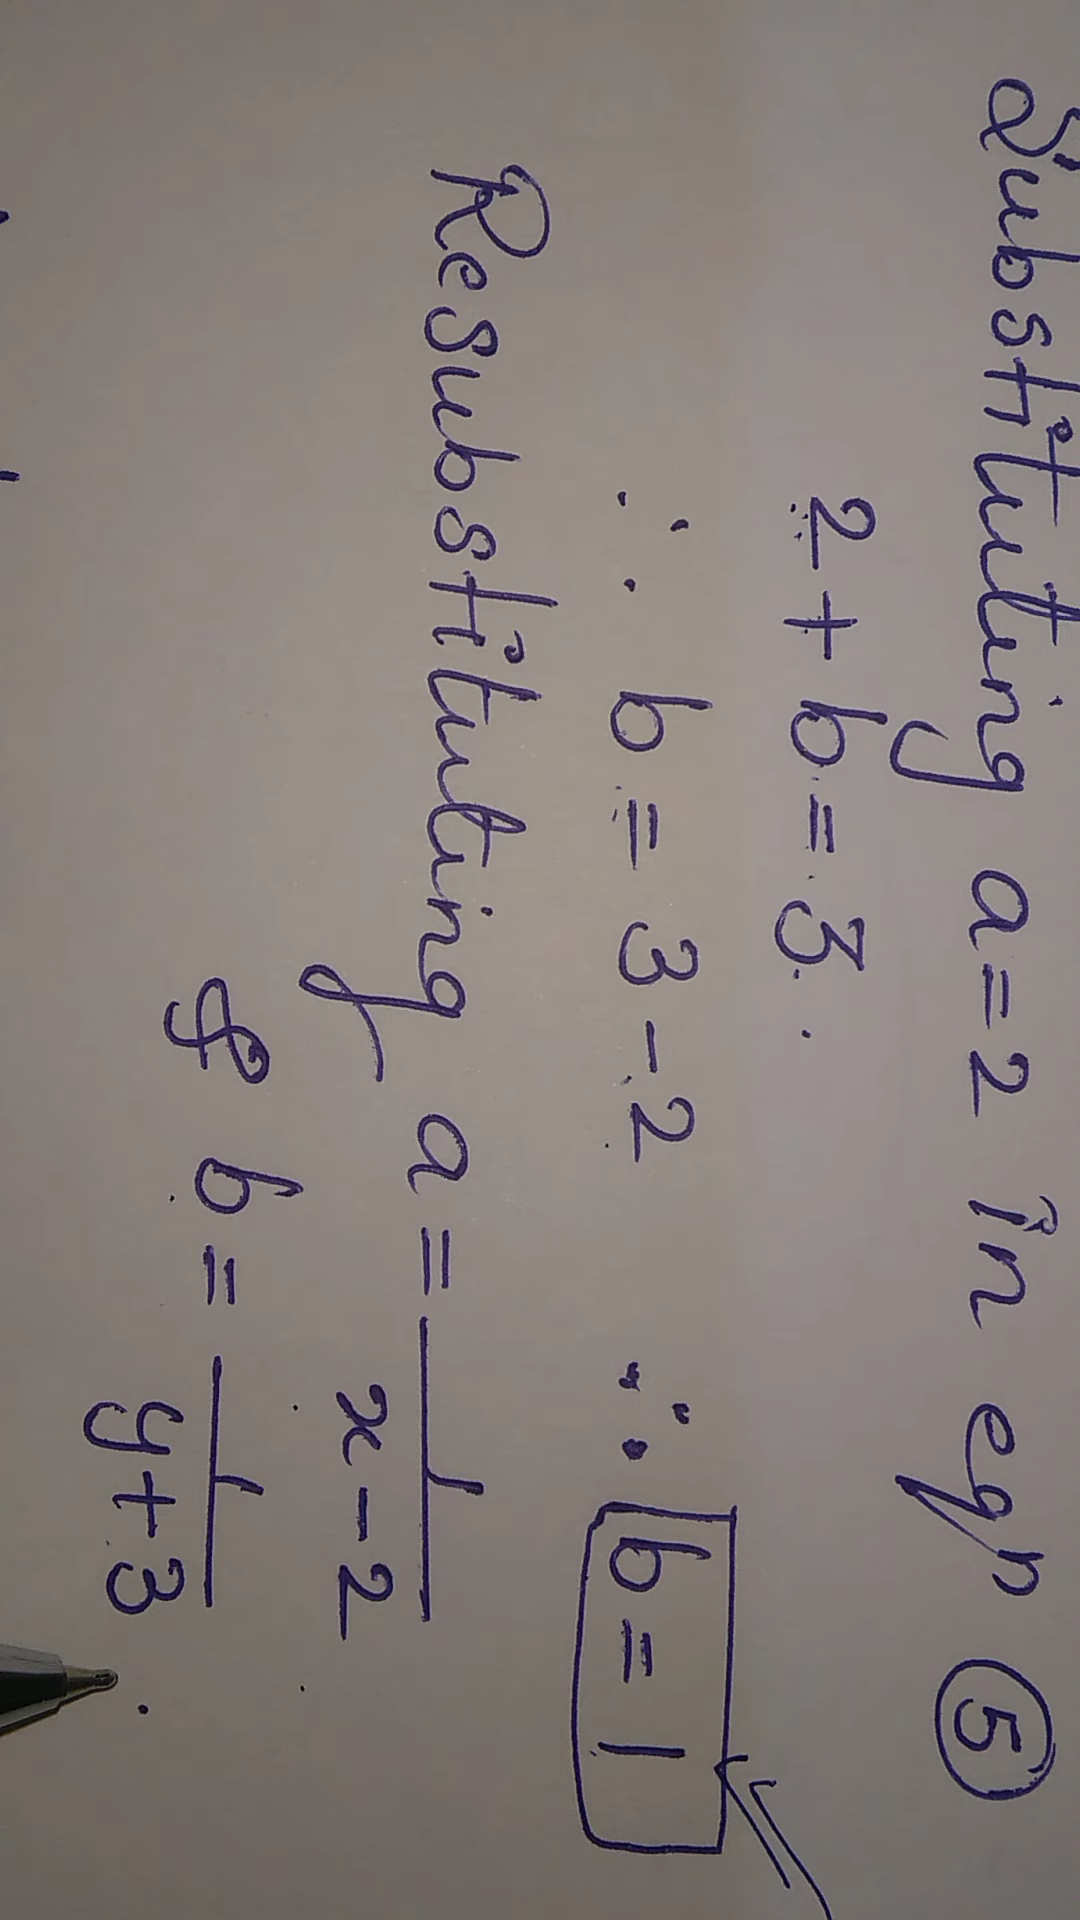 Substituting a = 2 in eqn ⑤
2 + b = 3.
∴ b = 3 - 2 ∴ b = 1
Resubstituting a = 1/(x - 2)
& b = 1/(y + 3)